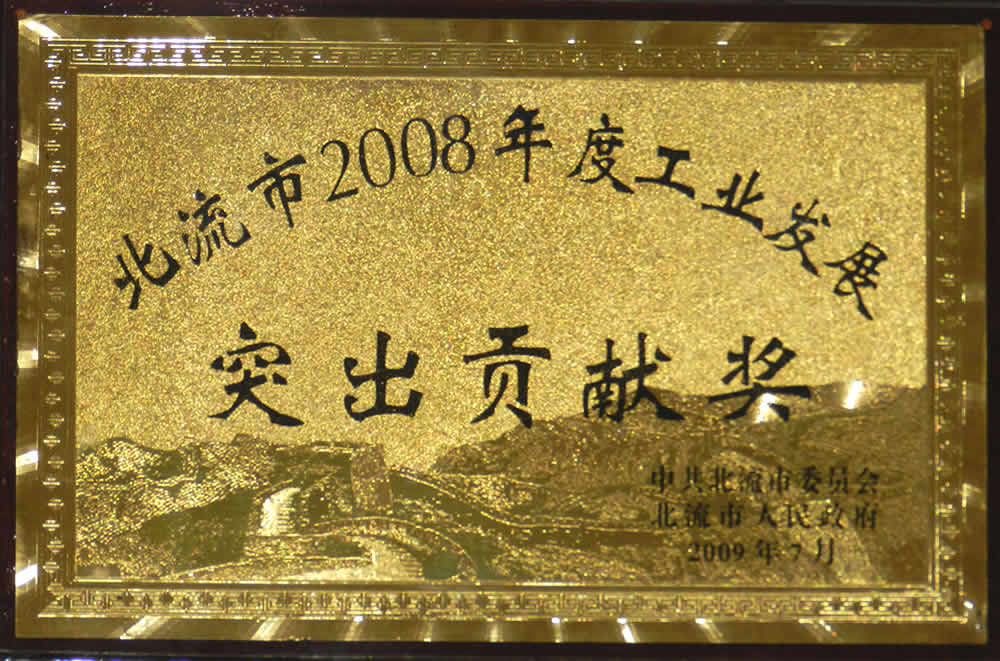 北流市2008年度工业发展
突出贡献奖
中共北流市委员会
北流市人民政府
2009年7月